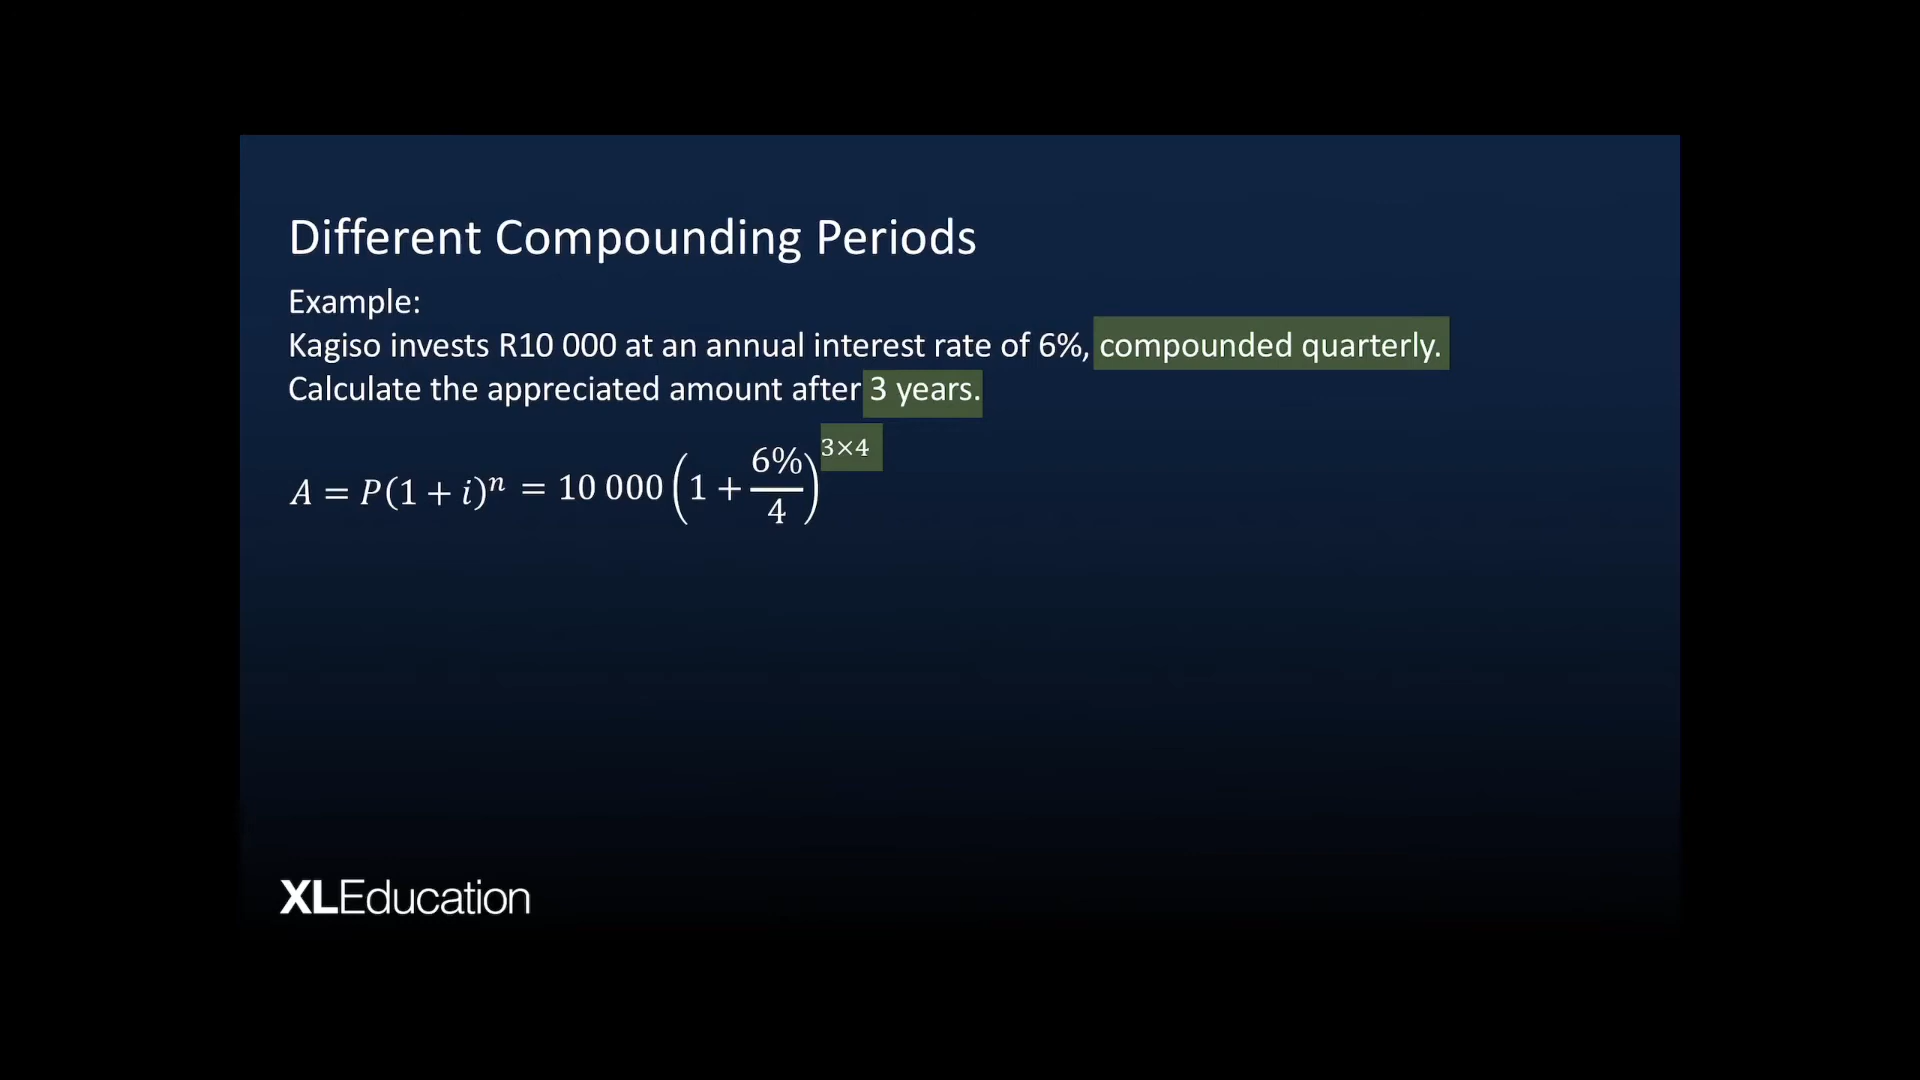 Different Compounding Periods
Example:
Kagiso invests R10 000 at an annual interest rate of 6%, compounded quarterly.
Calculate the appreciated amount after 3 years.
A = P(1 + i)ⁿ = 10 000 (1 + 6%/4)^(3×4)
XLEducation